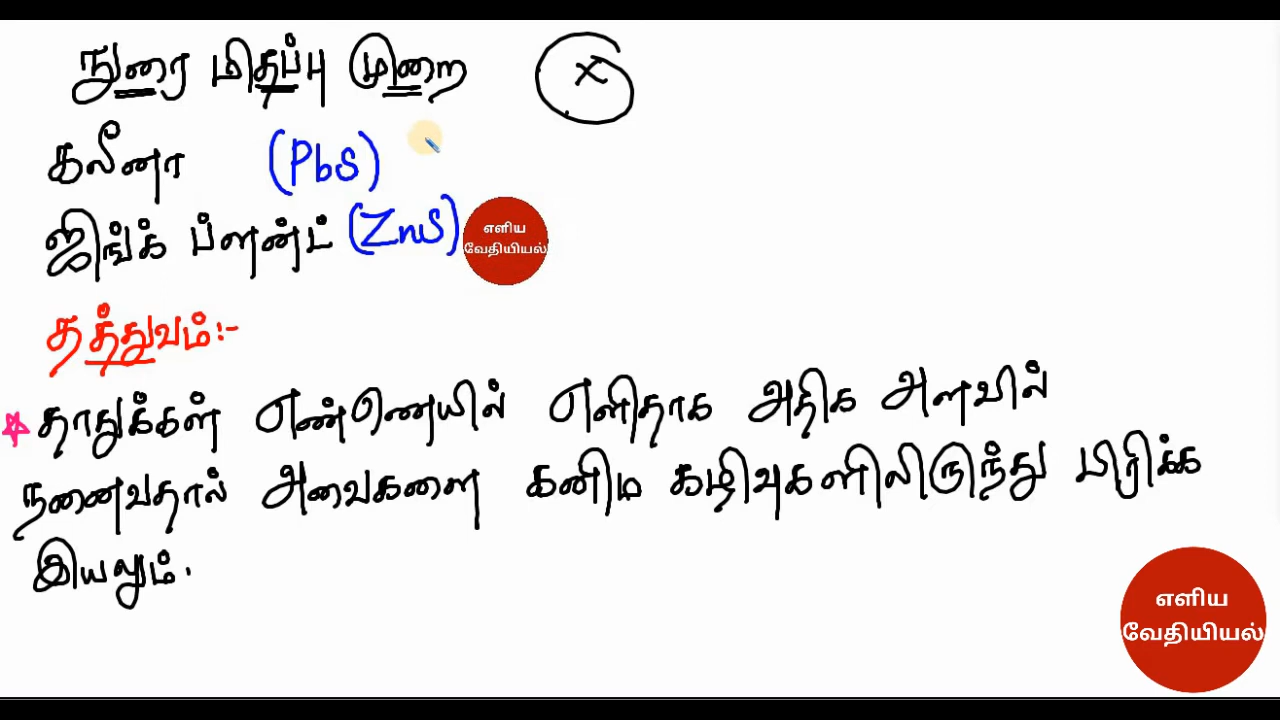 நுரை மிதப்பு முறை x
கலீனா (PbS)
ஜிங்க் ப்ளன்ட் (ZnS)
எளிய
வேதியியல்
தத்துவம்:-
தாதுக்கள் எண்ணெயில் எளிதாக அதிக அளவில்
நனைவதால் அவைகளை கனிம கழிவுகளிலிருந்து பிரிக்க
இயலும்.
எளிய
வேதியியல்